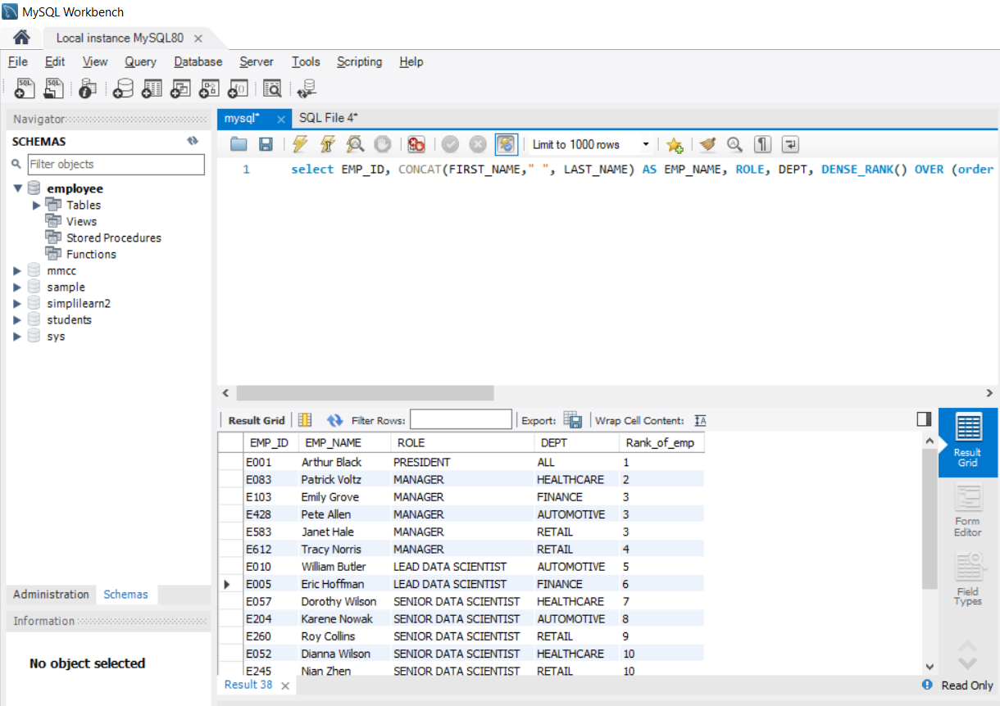 MySQL Workbench
Local instance MySQL80
File Edit View Query Database Server Tools Scripting Help
Navigator
SCHEMAS
Filter objects
employee
Tables
Views
Stored Procedures
Functions
mmcc
sample
simplilearn2
students
sys
Administration Schemas
Information
No object selected
mysql* SQL File 4*
Limit to 1000 rows
1 select EMP_ID, CONCAT(FIRST_NAME," ", LAST_NAME) AS EMP_NAME, ROLE, DEPT, DENSE_RANK() OVER (order
Result Grid Filter Rows: Export: Wrap Cell Content:
EMP_ID EMP_NAME ROLE DEPT Rank_of_emp
E001 Arthur Black PRESIDENT ALL 1
E083 Patrick Voltz MANAGER HEALTHCARE 2
E103 Emily Grove MANAGER FINANCE 3
E428 Pete Allen MANAGER AUTOMOTIVE 3
E583 Janet Hale MANAGER RETAIL 3
E612 Tracy Norris MANAGER RETAIL 4
E010 William Butler LEAD DATA SCIENTIST AUTOMOTIVE 5
E005 Eric Hoffman LEAD DATA SCIENTIST FINANCE 6
E057 Dorothy Wilson SENIOR DATA SCIENTIST HEALTHCARE 7
E204 Karene Nowak SENIOR DATA SCIENTIST AUTOMOTIVE 8
E260 Roy Collins SENIOR DATA SCIENTIST RETAIL 9
E052 Dianna Wilson SENIOR DATA SCIENTIST HEALTHCARE 10
E245 Nian Zhen SENIOR DATA SCIENTIST RETAIL 10
Result 38
Result
Grid
Form
Editor
Field
Types
Read Only